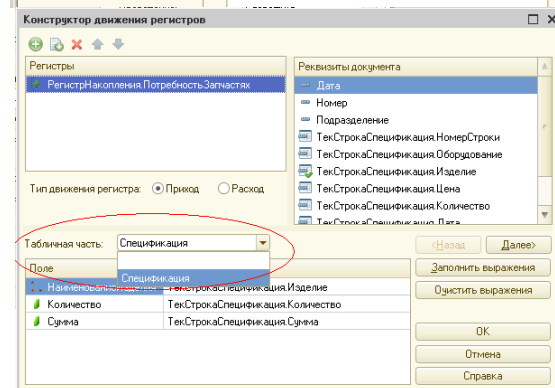 Конструктор движения регистров
Регистры
РегистрНакопления.ПотребностьЗапчастях
Реквизиты документа
Дата
Номер
Подразделение
ТекСтрокаСпецификация.НомерСтроки
ТекСтрокаСпецификация.Оборудование
ТекСтрокаСпецификация.Изделие
ТекСтрокаСпецификация.Цена
ТекСтрокаСпецификация.Количество
ТекСтрокаСпецификация.Дата
Тип движения регистра: Приход Расход
Табличная часть: Спецификация
<Назад Далее>
Спецификация
Поле
ТекСтрокаСпецификация.Изделие
Количество ТекСтрокаСпецификация.Количество
Сумма ТекСтрокаСпецификация.Сумма
Заполнить выражения
Очистить выражения
OK
Отмена
Справка